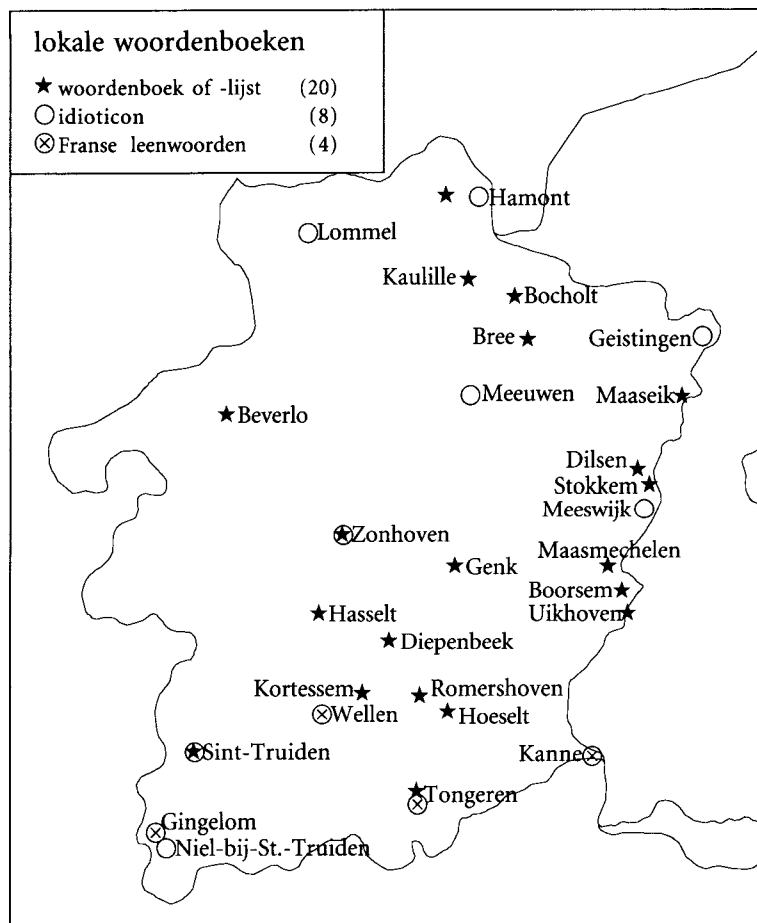 lokale woordenboeken
★ woordenboek of -lijst (20)
○ idioticon (8)
⊗ Franse leenwoorden (4)
Hamont
Lommel
Kaulille
Bocholt
Bree
Geistingen
Meeuwen
Maaseik
Beverlo
Dilsen
Stokkem
Meeswijk
Zonhoven
Maasmechelen
Genk
Boorsem
Hasselt
Uikhoven
Diepenbeek
Kortessem
Romershoven
Wellen
Hoeselt
Sint-Truiden
Kanne
Tongeren
Gingelom
Niel-bij-St.-Truiden